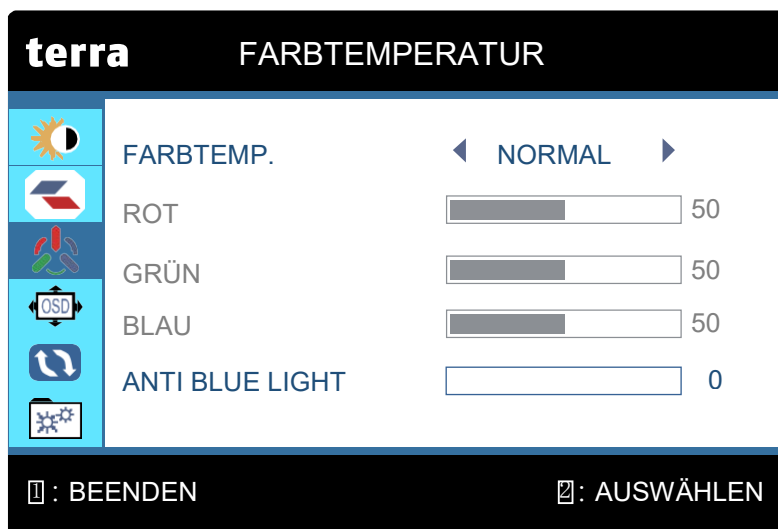 terra FARBTEMPERATUR
FARBTEMP. NORMAL
ROT 50
GRÜN 50
BLAU 50
OSD
ANTI BLUE LIGHT 0
1 : BEENDEN 2 : AUSWÄHLEN